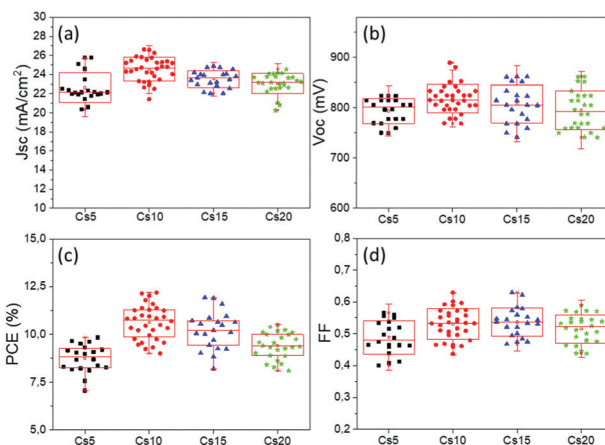 (a)
Jsc (mA/cm²)
30
28
26
24
22
20
18
16
14
12
10
Cs5 Cs10 Cs15 Cs20
(b)
Voc (mV)
900
800
700
600
Cs5 Cs10 Cs15 Cs20
(c)
PCE (%)
15,0
12,5
10,0
7,5
5,0
Cs5 Cs10 Cs15 Cs20
(d)
FF
0,8
0,7
0,6
0,5
0,4
0,3
0,2
Cs5 Cs10 Cs15 Cs20